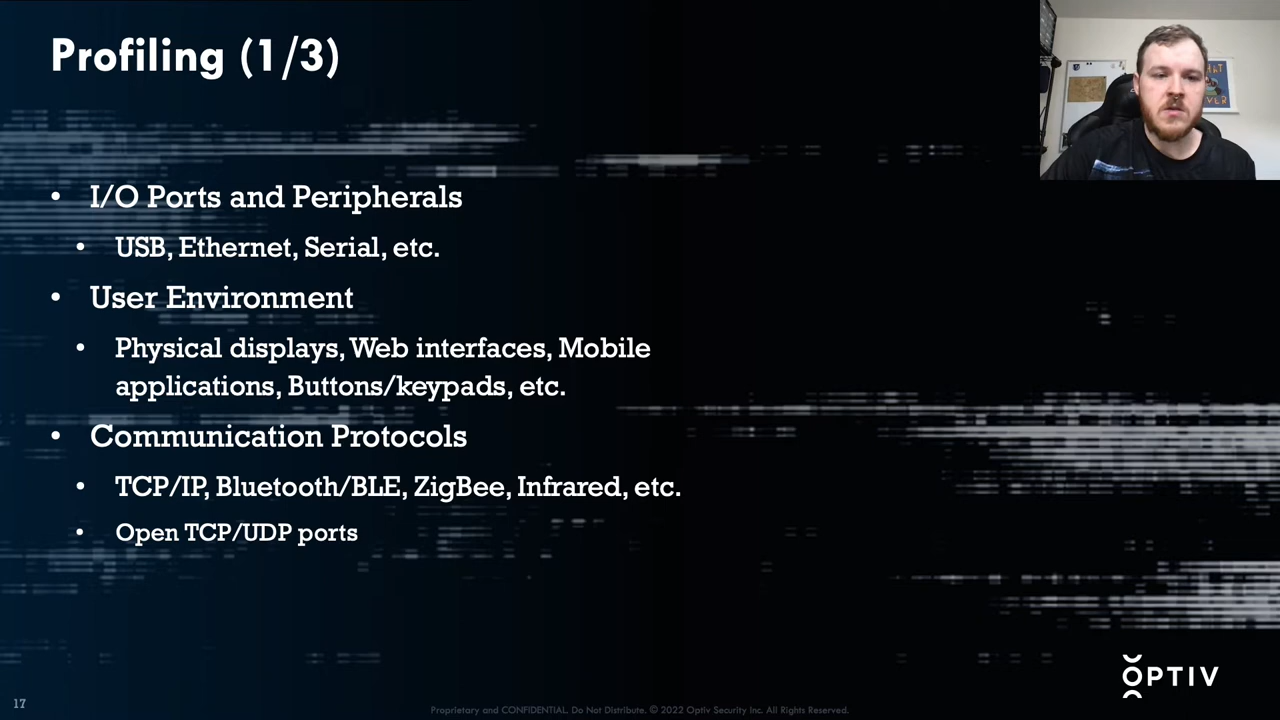 Profiling (1/3)
• I/O Ports and Peripherals
• USB, Ethernet, Serial, etc.
• User Environment
• Physical displays, Web interfaces, Mobile
applications, Buttons/keypads, etc.
• Communication Protocols
• TCP/IP, Bluetooth/BLE, ZigBee, Infrared, etc.
• Open TCP/UDP ports
OPTIV
17
Proprietary and CONFIDENTIAL. Do Not Distribute. © 2022 Optiv Security Inc. All Rights Reserved.